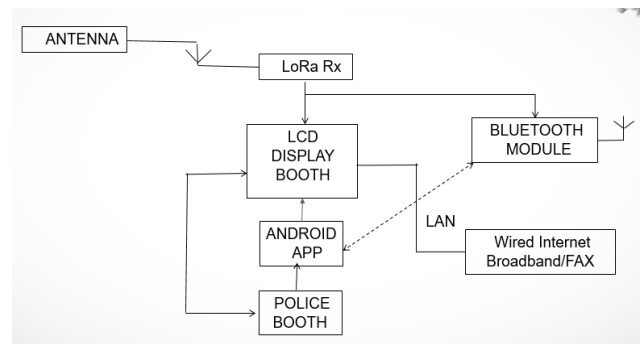 ANTENNA
LoRa Rx
LCD
DISPLAY
BOOTH
BLUETOOTH
MODULE
ANDROID
APP
LAN
Wired Internet
Broadband/FAX
POLICE
BOOTH